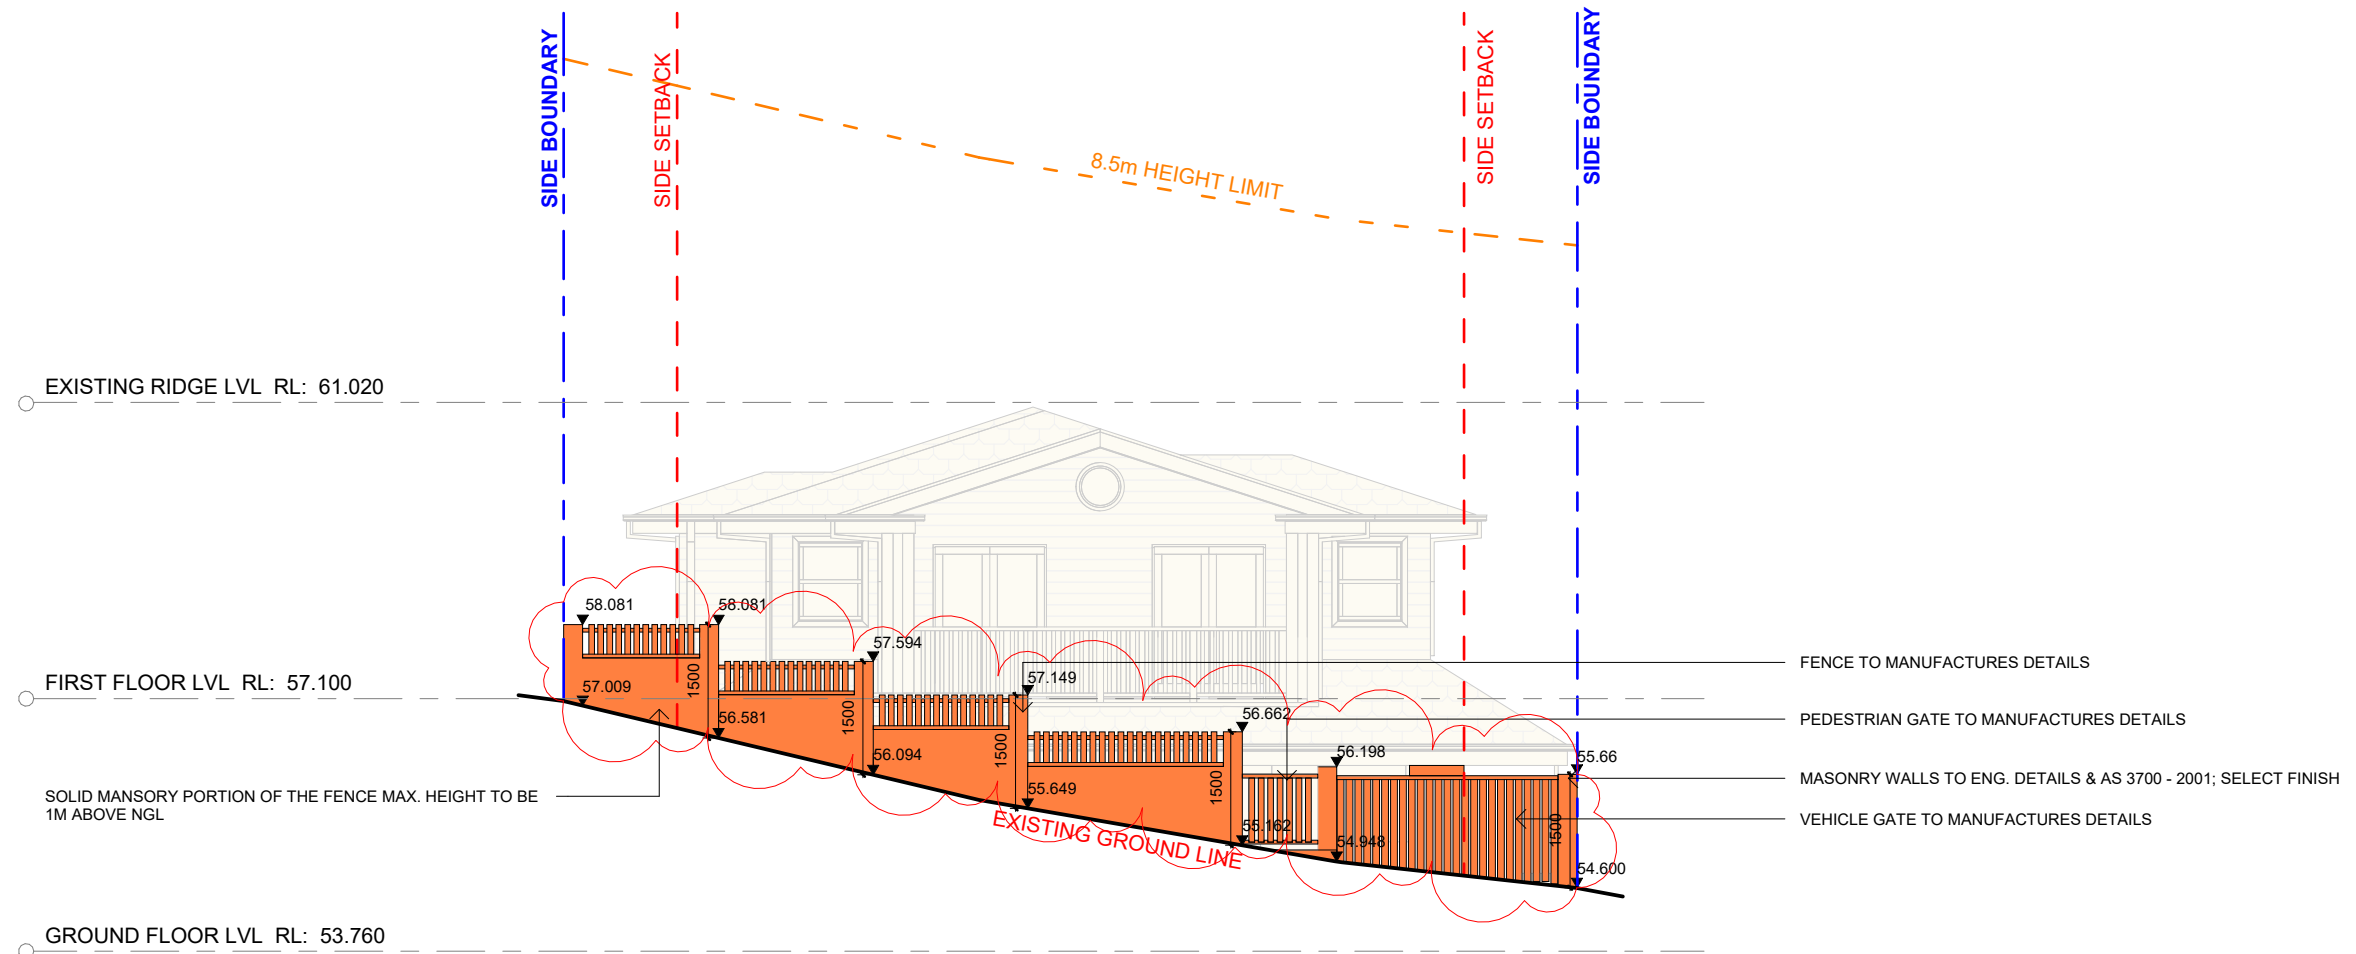 SIDE BOUNDARY
SIDE SETBACK
8.5m HEIGHT LIMIT
SIDE SETBACK
SIDE BOUNDARY
EXISTING RIDGE LVL RL: 61.020
58.081
58.081
57.594
57.149
56.662
56.198
55.66
FENCE TO MANUFACTURES DETAILS
FIRST FLOOR LVL RL: 57.100
57.009
1500
56.581
1500
56.094
1500
55.649
1500
55.162
54.948
1500
54.600
PEDESTRIAN GATE TO MANUFACTURES DETAILS
MASONRY WALLS TO ENG. DETAILS & AS 3700 - 2001; SELECT FINISH
VEHICLE GATE TO MANUFACTURES DETAILS
SOLID MANSORY PORTION OF THE FENCE MAX. HEIGHT TO BE
1M ABOVE NGL
EXISTING GROUND LINE
GROUND FLOOR LVL RL: 53.760